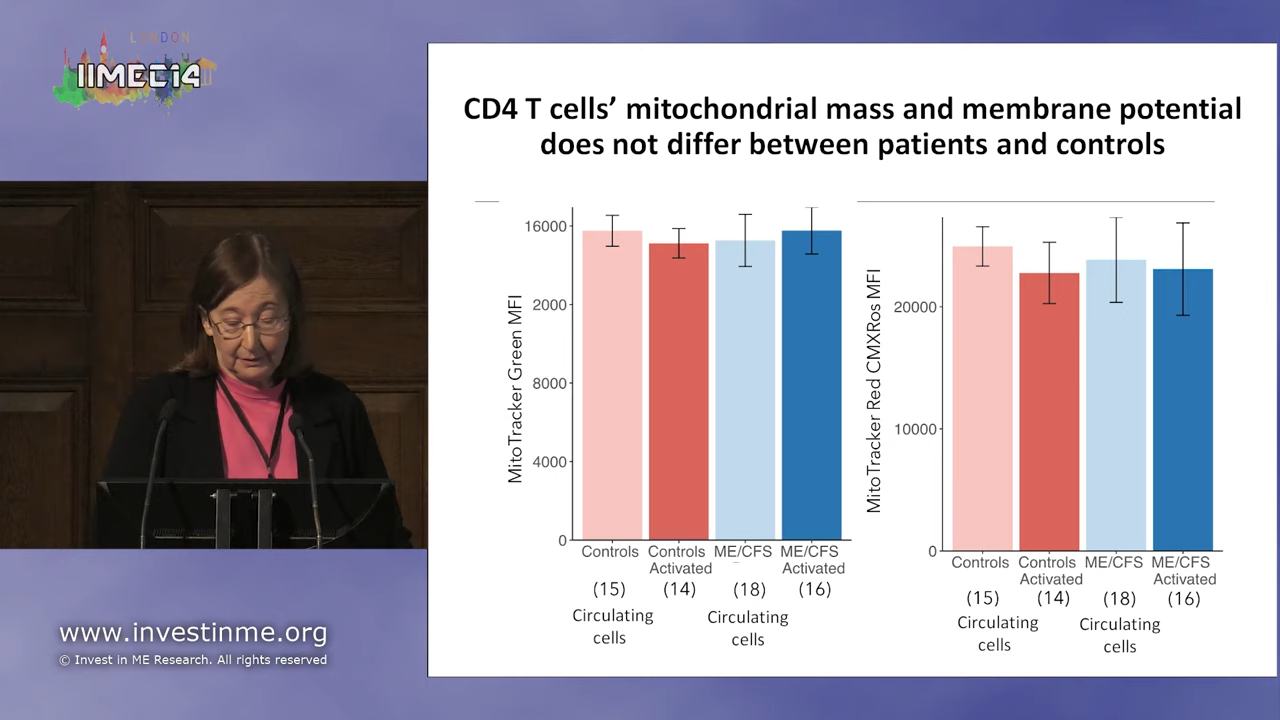 LONDON
IIMEC14
CD4 T cells’ mitochondrial mass and membrane potential
does not differ between patients and controls
MitoTracker Green MFI
16000
2000
8000
4000
0
Controls
Controls
Activated
ME/CFS
ME/CFS
Activated
(15)
(14)
(18)
(16)
Circulating
cells
Circulating
cells
MitoTracker Red CMXRos MFI
20000
10000
0
Controls
Controls
Activated
ME/CFS
ME/CFS
Activated
(15)
(14)
(18)
(16)
Circulating
cells
Circulating
cells
www.investinme.org
© Invest in ME Research. All rights reserved